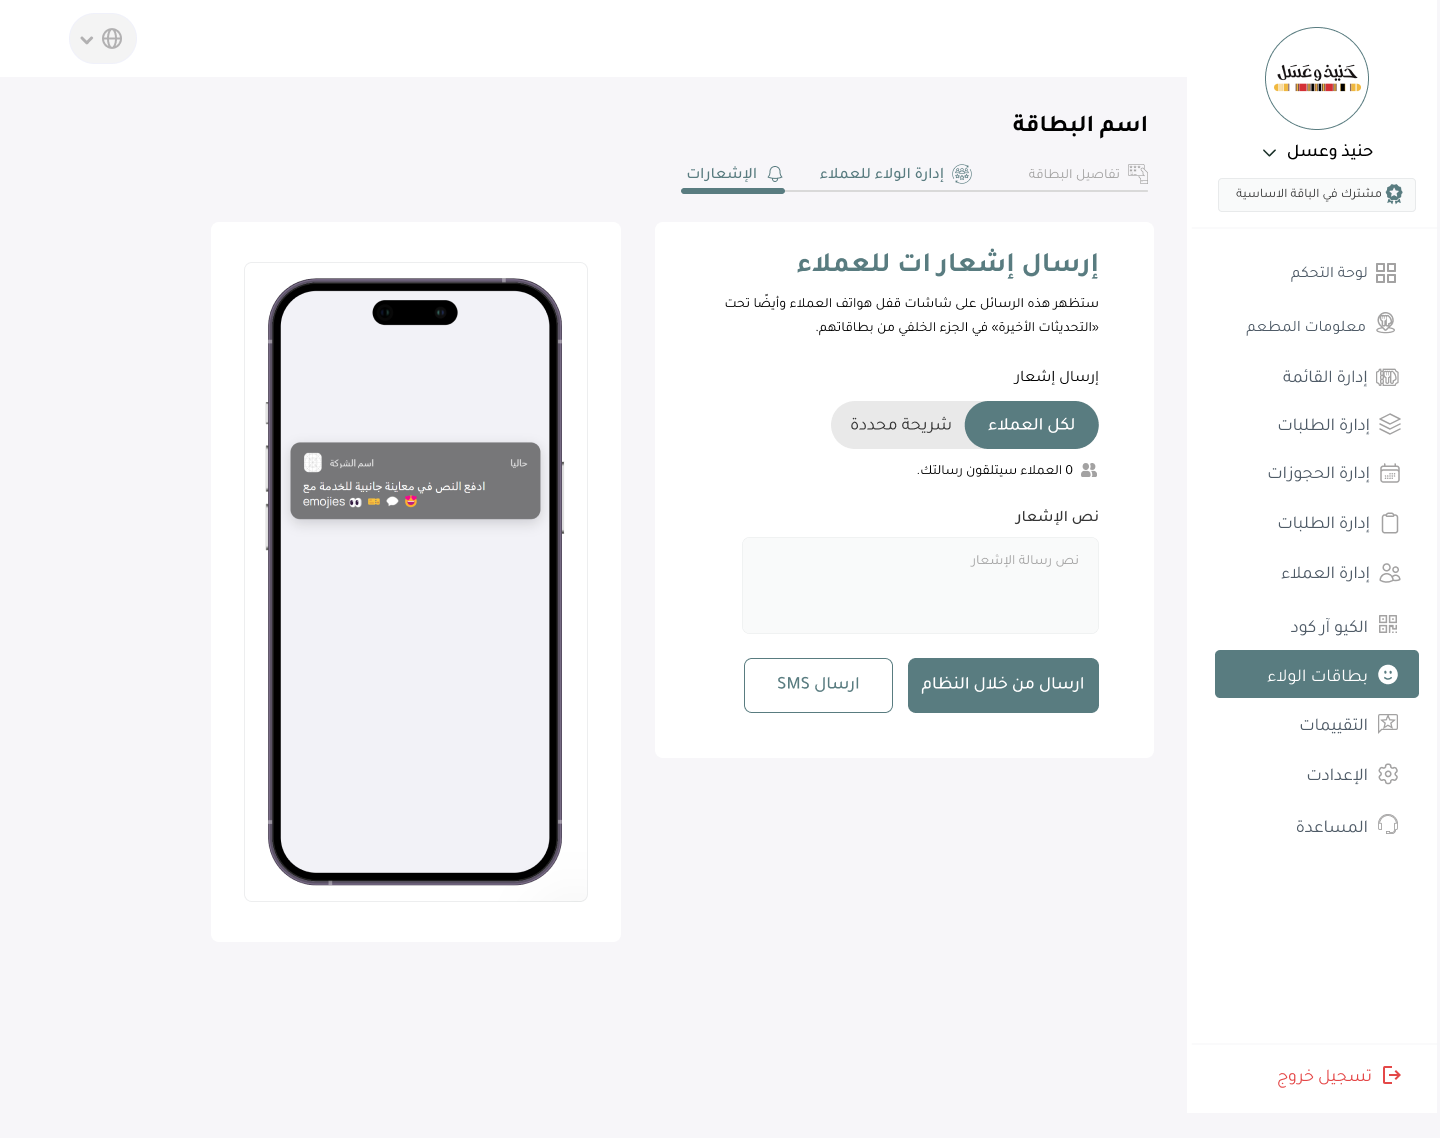 حنيذ وعسل
حنيذ وعسل
مشترك في الباقة الاساسية
لوحة التحكم
معلومات المطعم
إدارة القائمة
إدارة الطلبات
إدارة الحجوزات
إدارة الطلبات
إدارة العملاء
الكيو آر كود
بطاقات الولاء
التقييمات
الإعدادت
المساعدة
تسجيل خروج
اسم البطاقة
تفاصيل البطاقة
إدارة الولاء للعملاء
الإشعارات
إرسال إشعار ات للعملاء
ستظهر هذه الرسائل على شاشات قفل هواتف العملاء وأيضًا تحت
«التحديثات الأخيرة» في الجزء الخلفي من بطاقاتهم.
إرسال إشعار
لكل العملاء
شريحة محددة
0 العملاء سيتلقون رسالتك.
نص الإشعار
نص رسالة الإشعار
ارسال من خلال النظام
ارسال SMS
اسم الشركة
حاليا
ادفع النص في معاينة جانبية للخدمة مع
emojies 👀 🎫 💬 😍